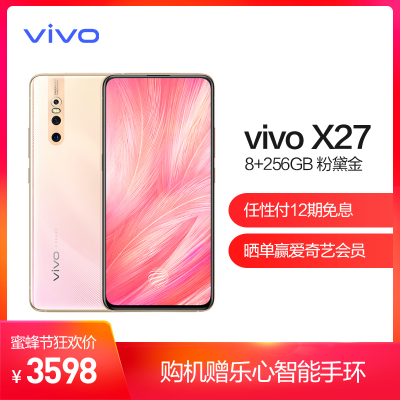 vivo
vivo X27
8+256GB 粉黛金
任性付12期免息
晒单赢爱奇艺会员
vivo
蜜蜂节狂欢价
￥3598
购机赠乐心智能手环